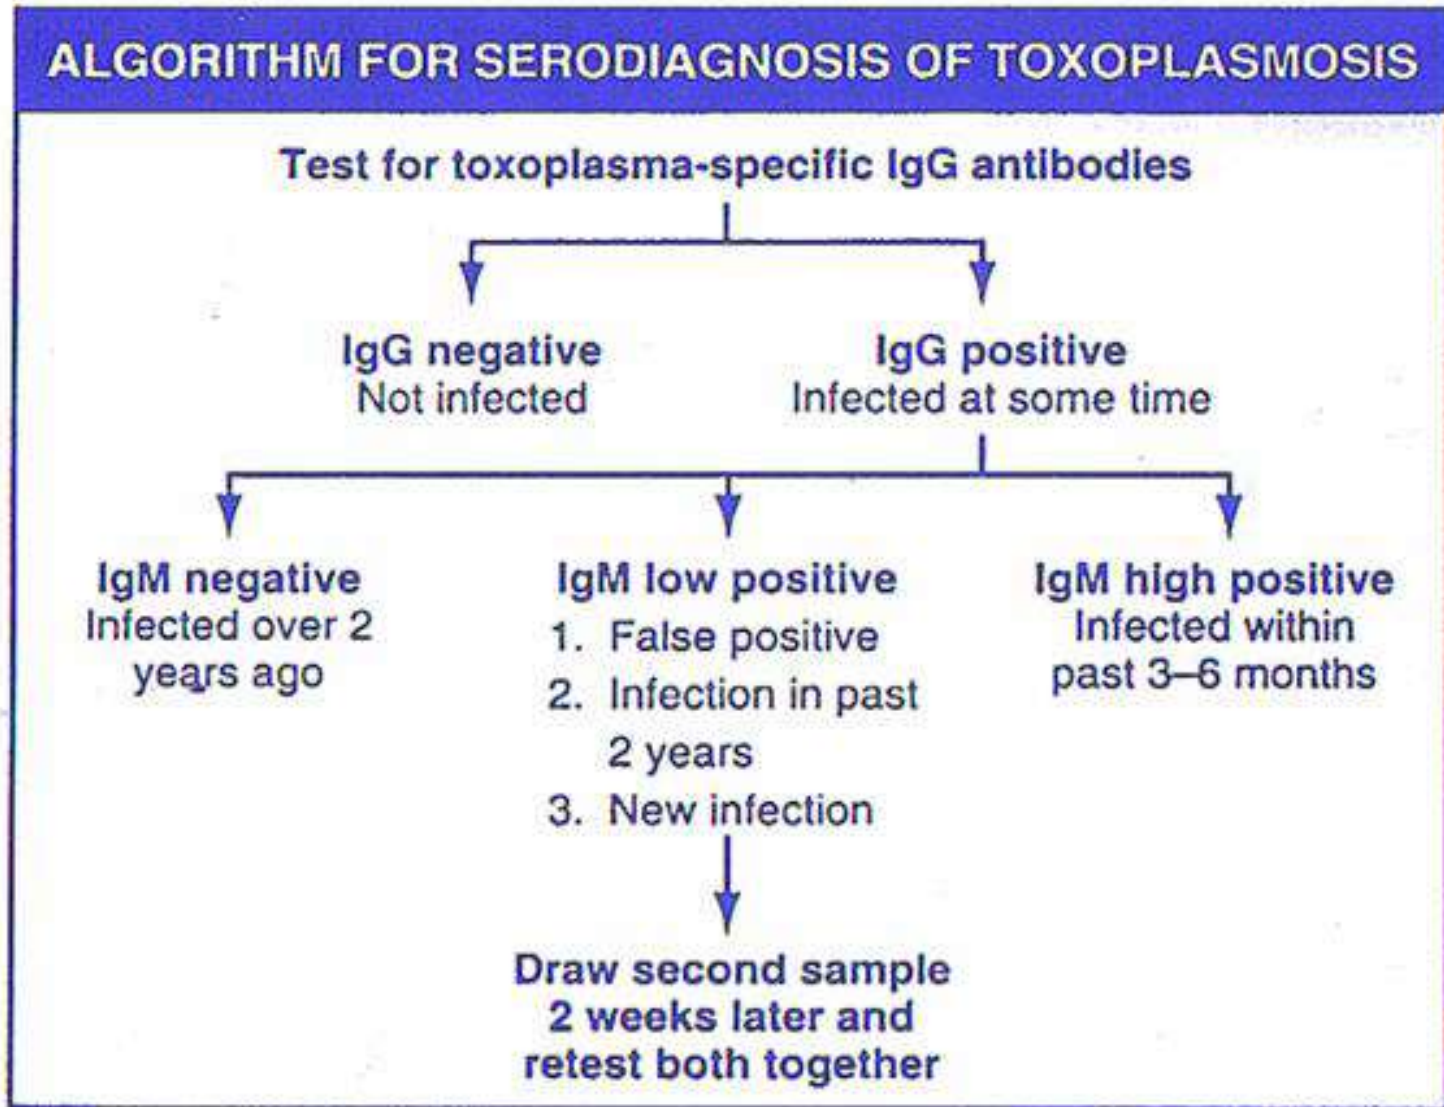 ALGORITHM FOR SERODIAGNOSIS OF TOXOPLASMOSIS
Test for toxoplasma-specific IgG antibodies
IgG negative
Not infected
IgG positive
Infected at some time
IgM negative
Infected over 2
years ago
IgM low positive
1. False positive
2. Infection in past
2 years
3. New infection
IgM high positive
Infected within
past 3–6 months
Draw second sample
2 weeks later and
retest both together